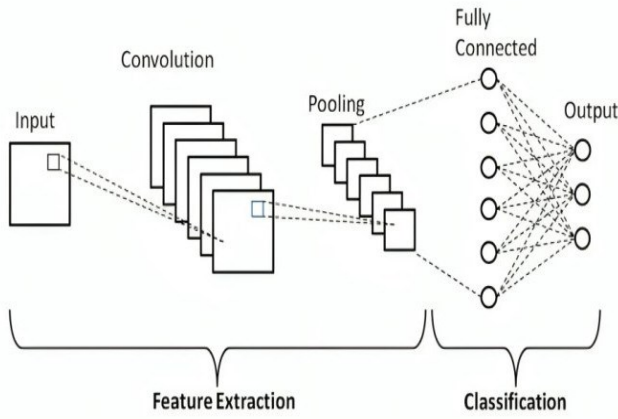 Fully
Connected
Convolution
Pooling
Output
Input
Feature Extraction
Classification